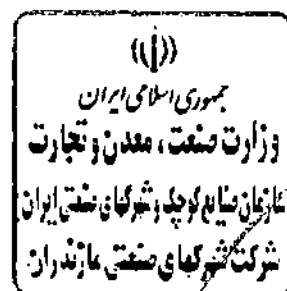 جمهوری اسلامی ایران
وزارت صنعت، معدن و تجارت
سازمان صنایع کوچک و شهرکهای صنعتی ایران
شرکت شهرکهای صنعتی مازندران